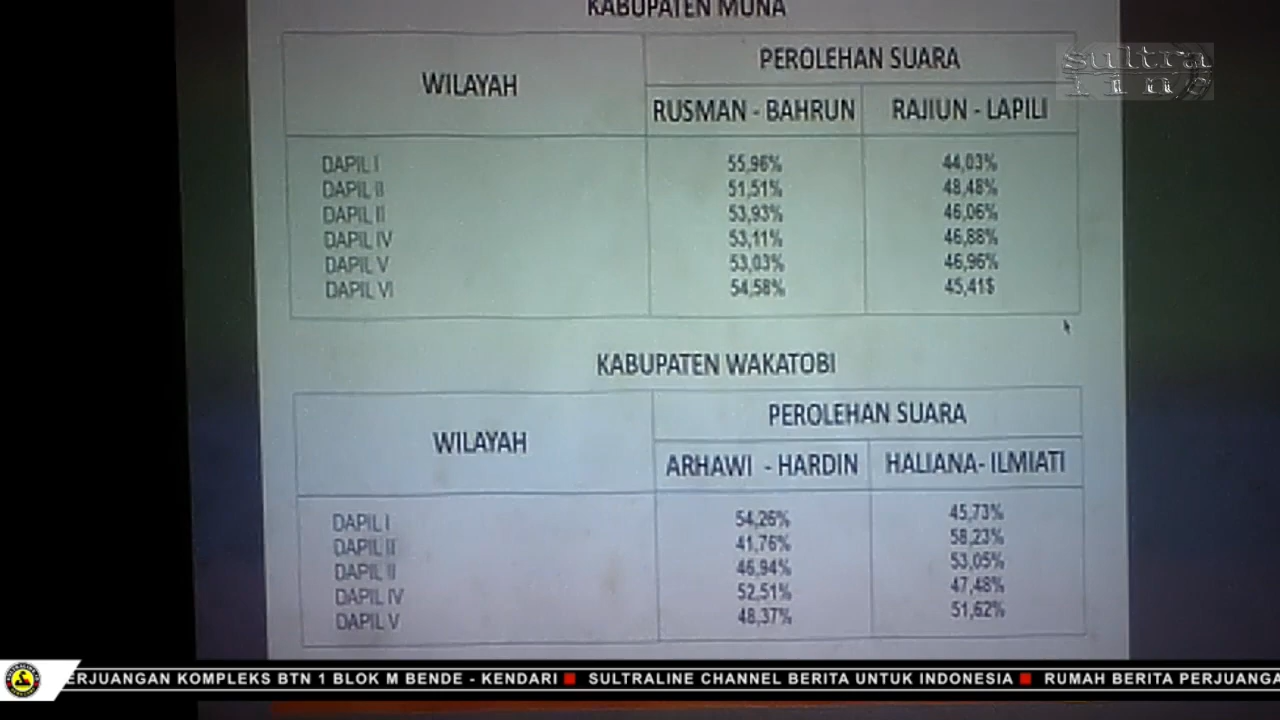 KABUPATEN MUNA
WILAYAH
PEROLEHAN SUARA
RUSMAN - BAHRUN RAJIUN - LAPILI
DAPIL I 55,96% 44,03%
DAPIL II 51,51% 48,48%
DAPIL II 53,93% 46,06%
DAPIL IV 53,11% 46,88%
DAPIL V 53,03% 46,96%
DAPIL VI 54,58% 45,41$
KABUPATEN WAKATOBI
WILAYAH
PEROLEHAN SUARA
ARHAWI - HARDIN HALIANA- ILMIATI
DAPIL I 54,26% 45,73%
DAPIL II 41,76% 58,23%
DAPIL II 46,94% 53,05%
DAPIL IV 52,51% 47,48%
DAPIL V 48,37% 51,62%
sultra
line
ERJUANGAN KOMPLEKS BTN 1 BLOK M BENDE - KENDARI SULTRALINE CHANNEL BERITA UNTUK INDONESIA RUMAH BERITA PERJUANGA